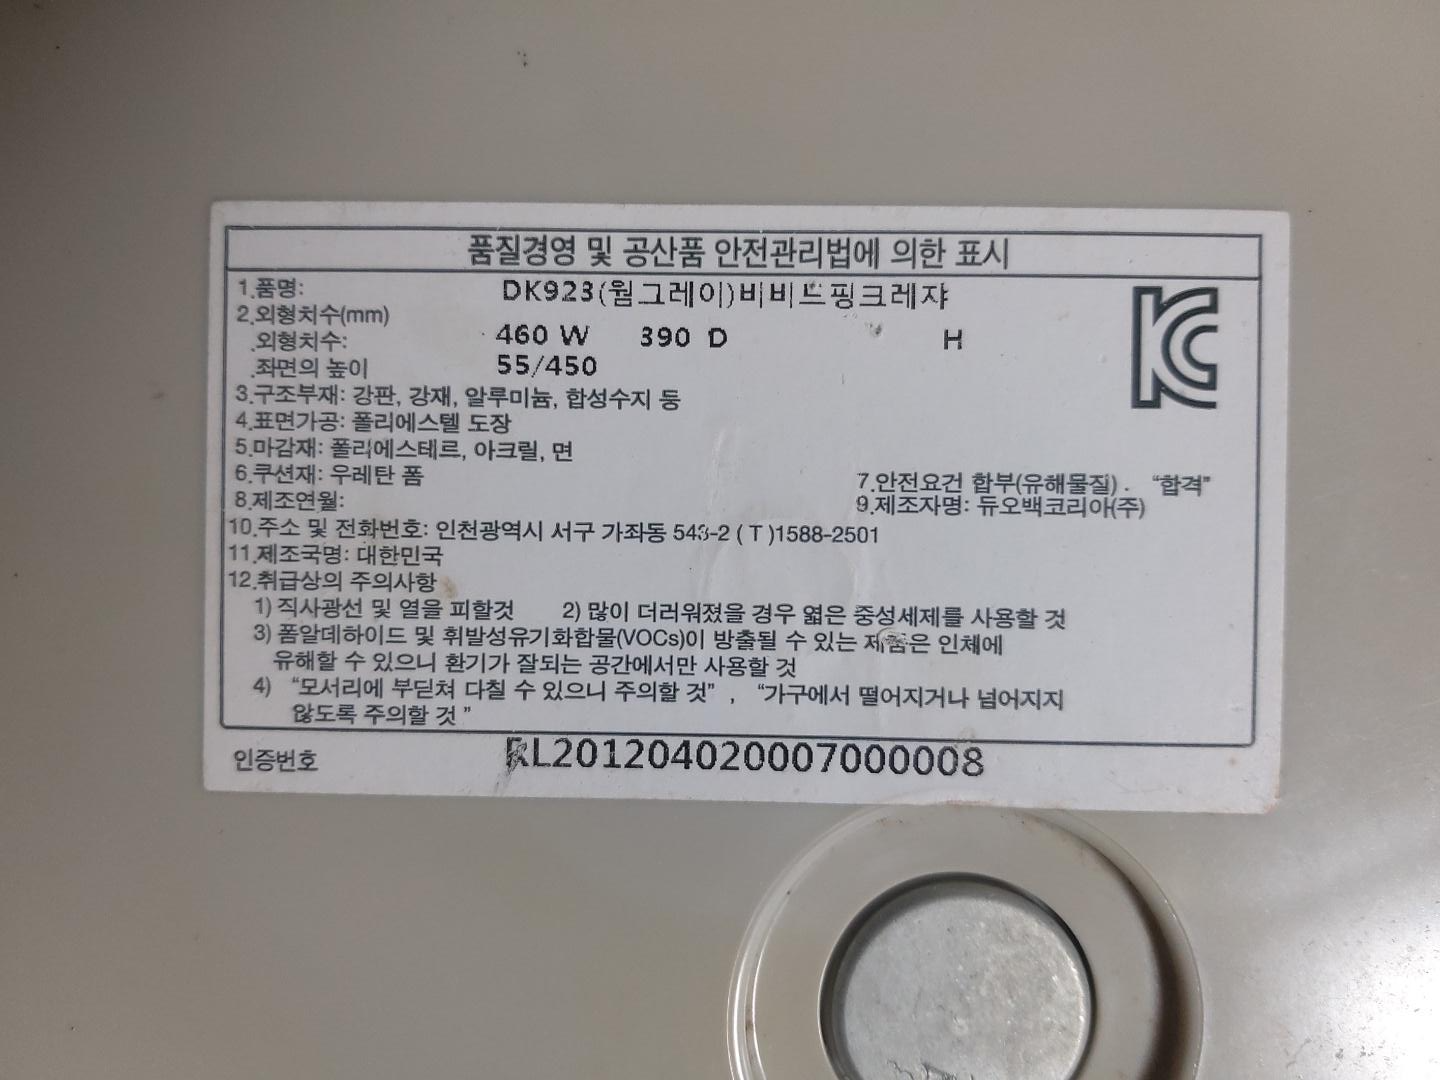 품질경영 및 공산품 안전관리법에 의한 표시
1.품명: DK923(웜그레이)비비드핑크레쟈
2.외형치수(mm)
외형치수: 460 W 390 D H
좌면의 높이 55/450
3.구조부재: 강판, 강재, 알루미늄, 합성수지 등
4.표면가공: 폴리에스텔 도장
5.마감재: 폴리에스테르, 아크릴, 면
6.쿠션재: 우레탄 폼 7.안전요건 합부(유해물질). "합격"
8.제조연월: 9.제조자명: 듀오백코리아(주)
10.주소 및 전화번호: 인천광역시 서구 가좌동 543-2 ( T )1588-2501
11.제조국명: 대한민국
12.취급상의 주의사항
1) 직사광선 및 열을 피할것 2) 많이 더러워졌을 경우 엷은 중성세제를 사용할 것
3) 폼알데하이드 및 휘발성유기화합물(VOCs)이 방출될 수 있는 제품은 인체에
유해할 수 있으니 환기가 잘되는 공간에서만 사용할 것
4) "모서리에 부딛쳐 다칠 수 있으니 주의할 것" , "가구에서 떨어지거나 넘어지지
않도록 주의할 것 "
인증번호 RL201204020007000008